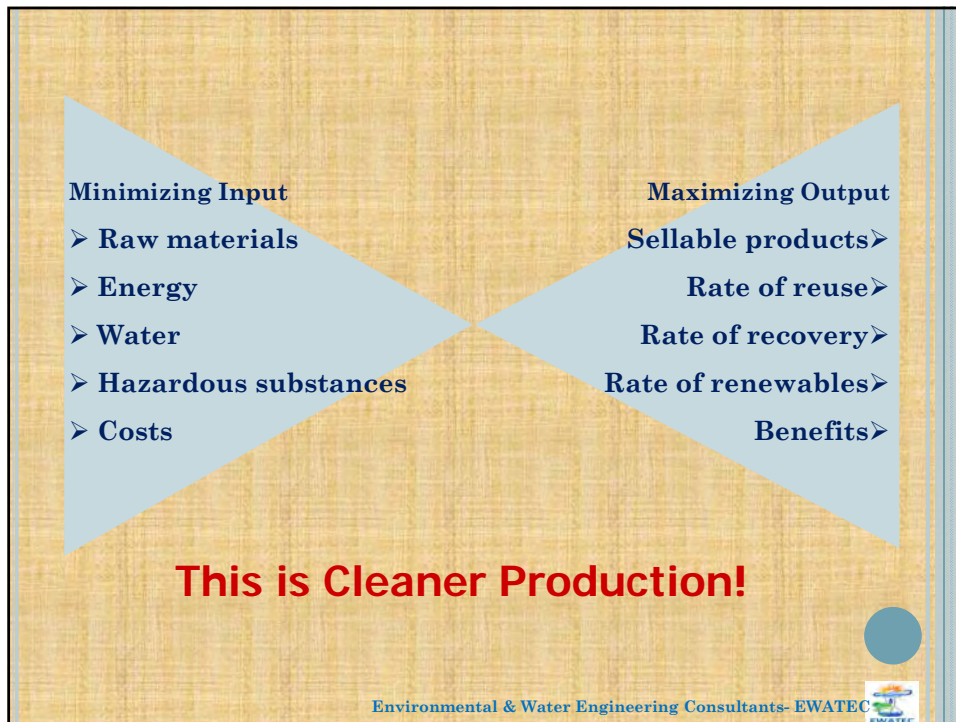 Minimizing Input
➢ Raw materials
➢ Energy
➢ Water
➢ Hazardous substances
➢ Costs
Maximizing Output
Sellable products➢
Rate of reuse➢
Rate of recovery➢
Rate of renewables➢
Benefits➢
This is Cleaner Production!
Environmental & Water Engineering Consultants- EWATEC
EWATEC